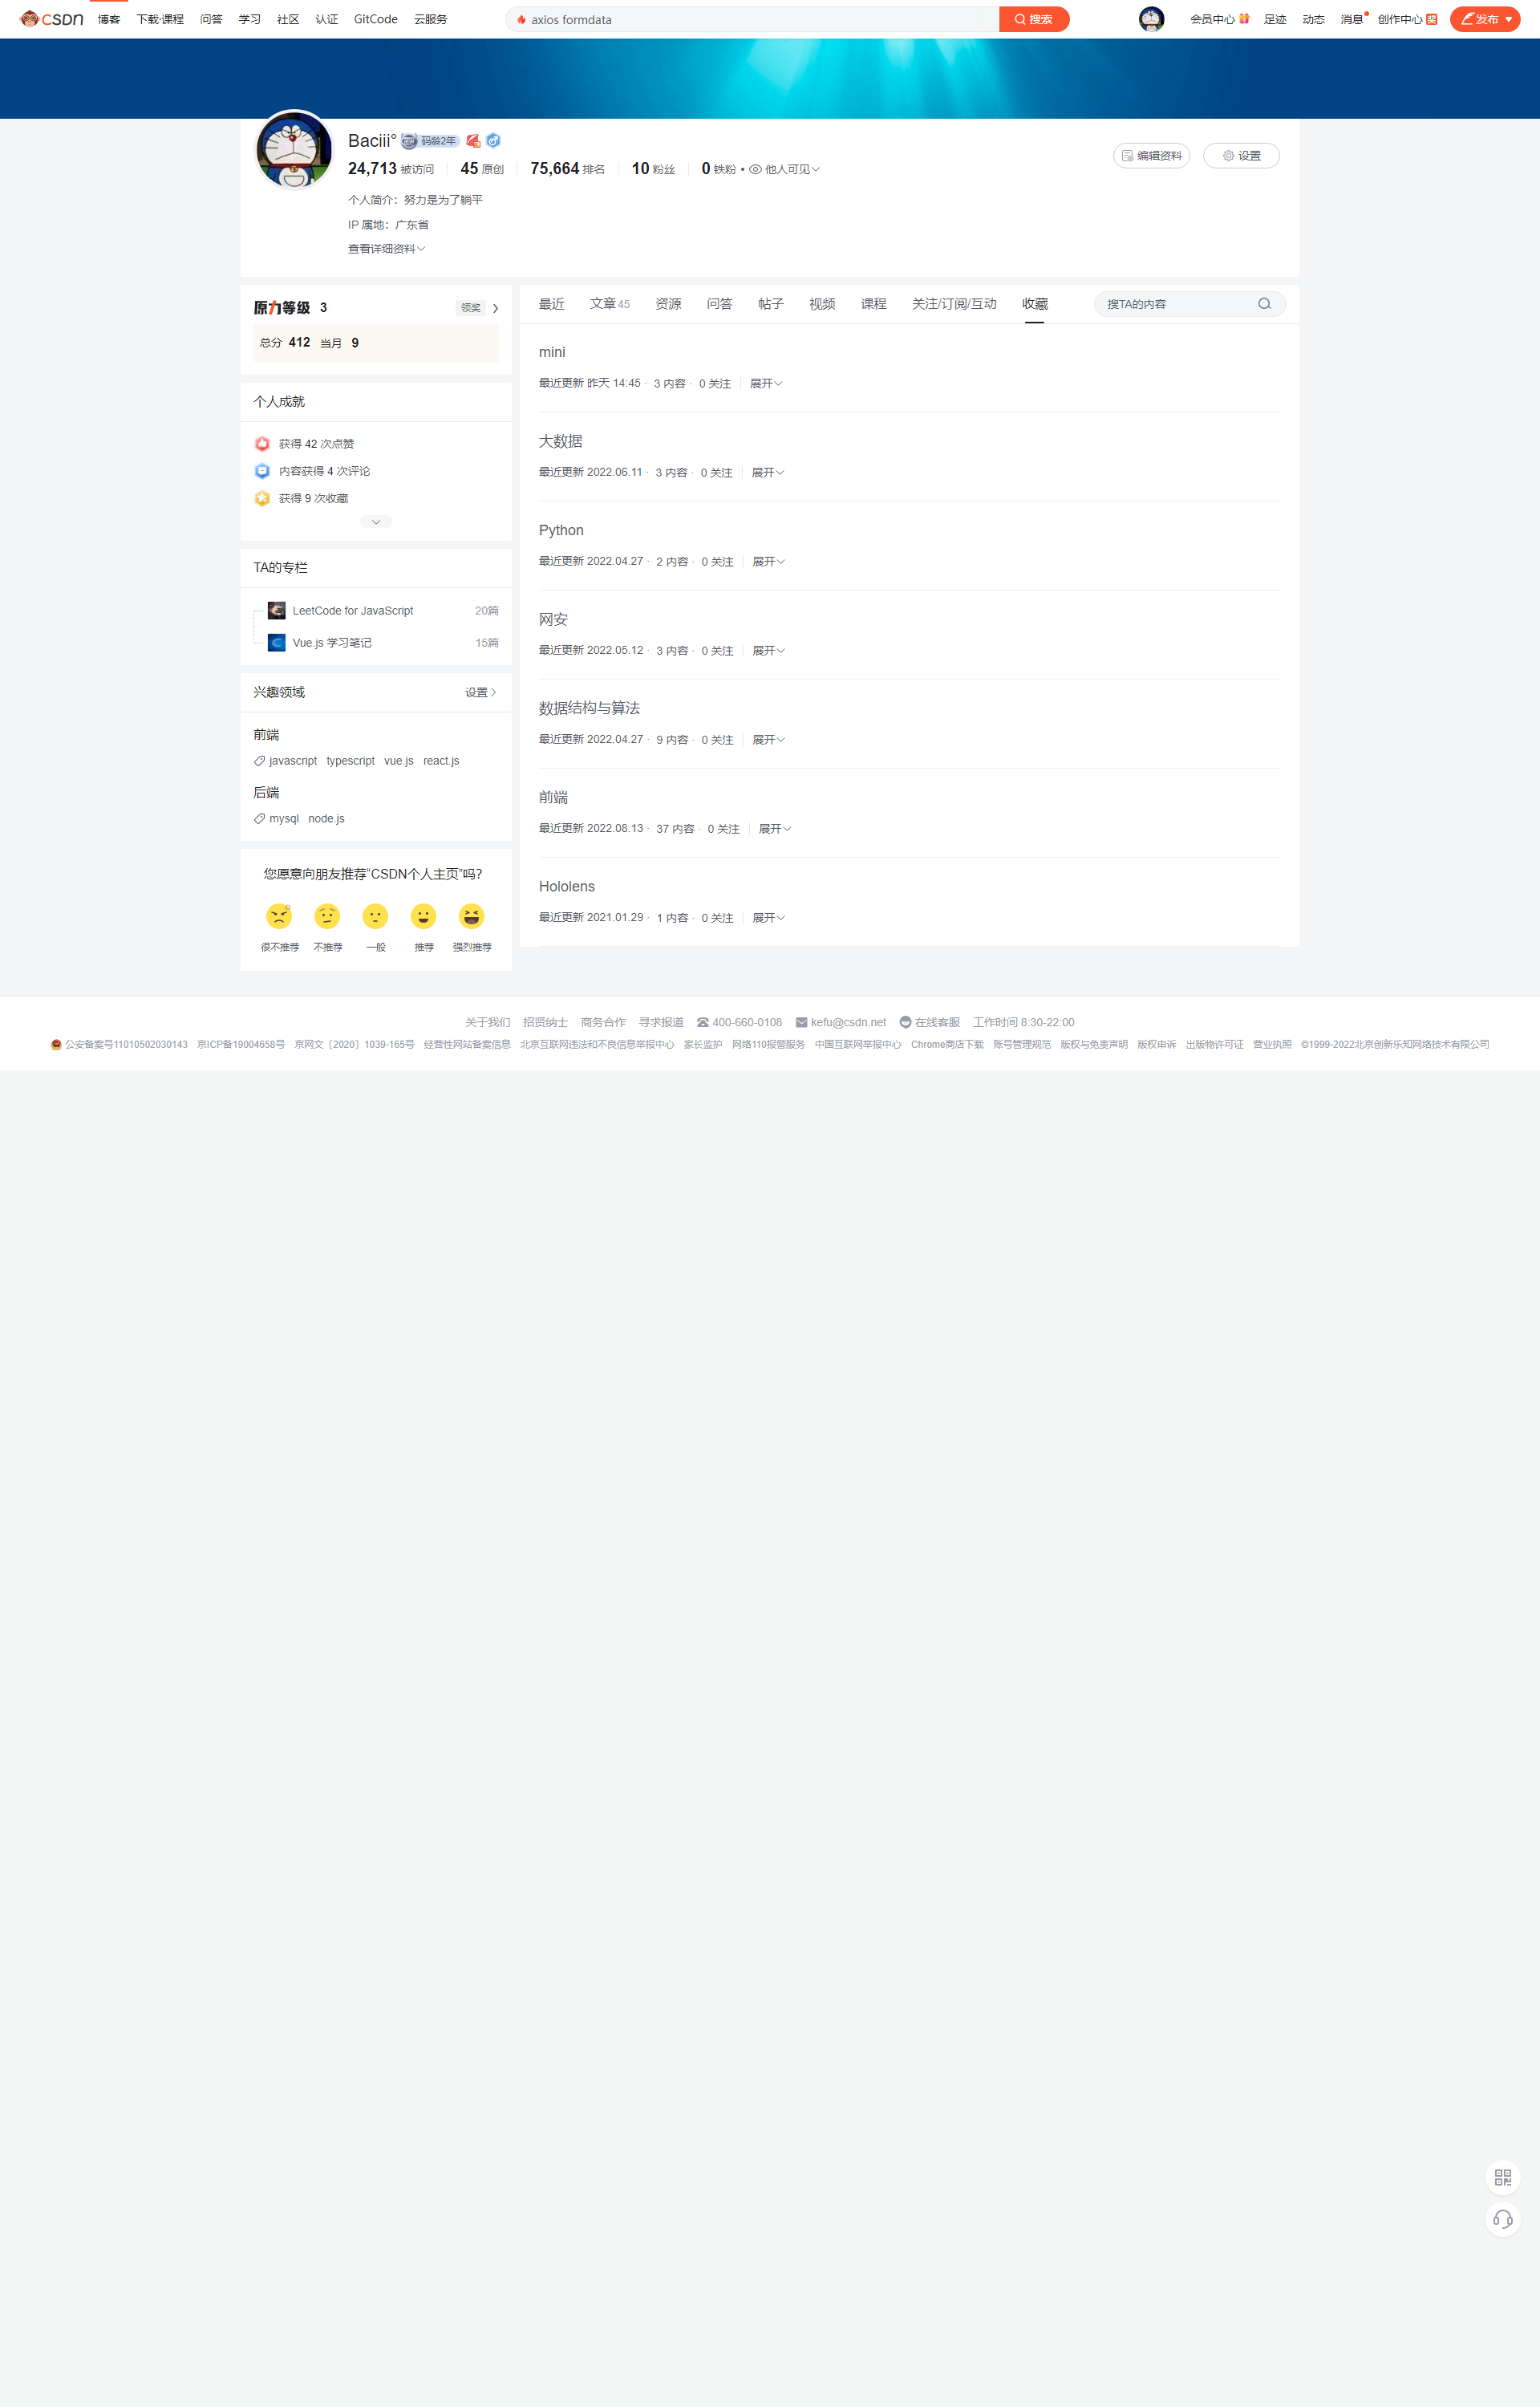 CSDN 博客 下载·课程 问答 学习 社区 认证 GitCode 云服务 axios formdata 搜索 会员中心 足迹 动态 消息 创作中心 奖 发布
Baciii° 码龄2年
24,713 被访问 45 原创 75,664 排名 10 粉丝 0 铁粉 • 他人可见
编辑资料 设置
个人简介：努力是为了躺平
IP 属地：广东省
查看详细资料
原力等级 3 领奖
总分 412 当月 9
个人成就
获得 42 次点赞
内容获得 4 次评论
获得 9 次收藏
TA的专栏
LeetCode for JavaScript 20篇
Vue.js 学习笔记 15篇
兴趣领域 设置
前端
javascript typescript vue.js react.js
后端
mysql node.js
您愿意向朋友推荐“CSDN个人主页”吗？
很不推荐 不推荐 一般 推荐 强烈推荐
最近 文章45 资源 问答 帖子 视频 课程 关注/订阅/互动 收藏 搜TA的内容
mini
最近更新 昨天 14:45 · 3 内容 · 0 关注 展开
大数据
最近更新 2022.06.11 · 3 内容 · 0 关注 展开
Python
最近更新 2022.04.27 · 2 内容 · 0 关注 展开
网安
最近更新 2022.05.12 · 3 内容 · 0 关注 展开
数据结构与算法
最近更新 2022.04.27 · 9 内容 · 0 关注 展开
前端
最近更新 2022.08.13 · 37 内容 · 0 关注 展开
Hololens
最近更新 2021.01.29 · 1 内容 · 0 关注 展开
关于我们 招贤纳士 商务合作 寻求报道 400-660-0108 kefu@csdn.net 在线客服 工作时间 8:30-22:00
公安备案号11010502030143 京ICP备19004658号 京网文〔2020〕1039-165号 经营性网站备案信息 北京互联网违法和不良信息举报中心 家长监护 网络110报警服务 中国互联网举报中心 Chrome商店下载 账号管理规范 版权与免责声明 版权申诉 出版物许可证 营业执照 ©1999-2022北京创新乐知网络技术有限公司